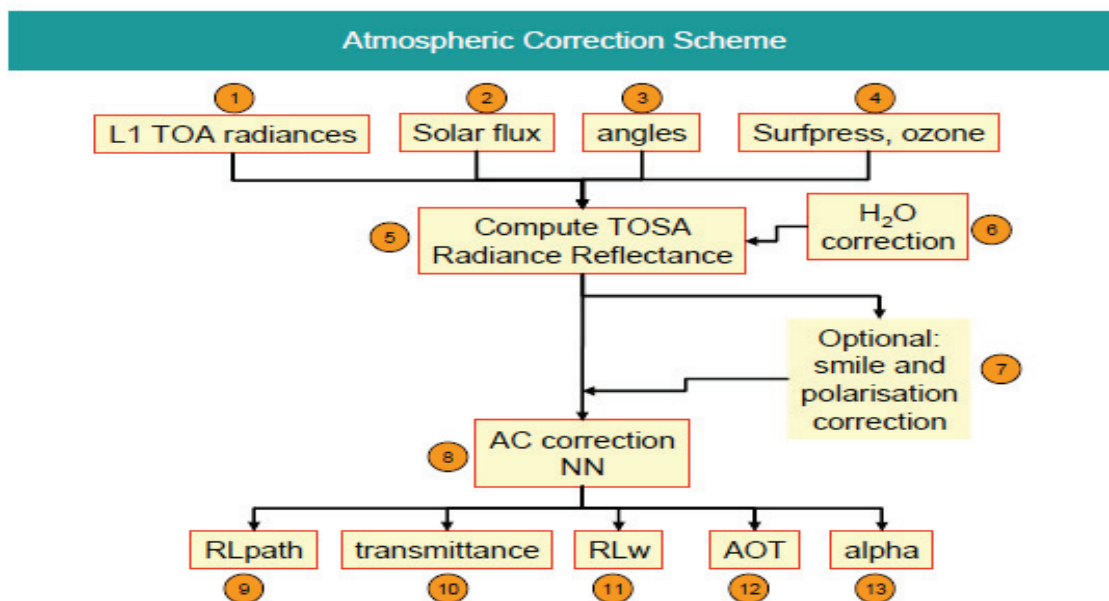 Atmospheric Correction Scheme
1
2
3
4
L1 TOA radiances
Solar flux
angles
Surfpress, ozone
5
Compute TOSA
Radiance Reflectance
H₂O
correction
6
Optional:
smile and
polarisation
correction
7
8
AC correction
NN
RLpath
transmittance
RLw
AOT
alpha
9
10
11
12
13